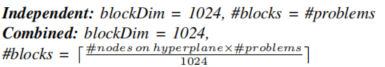 Independent: blockDim = 1024, #blocks = #problems
Combined: blockDim = 1024,
#blocks = ⌈#nodes on hyperplane×#problems / 1024⌉